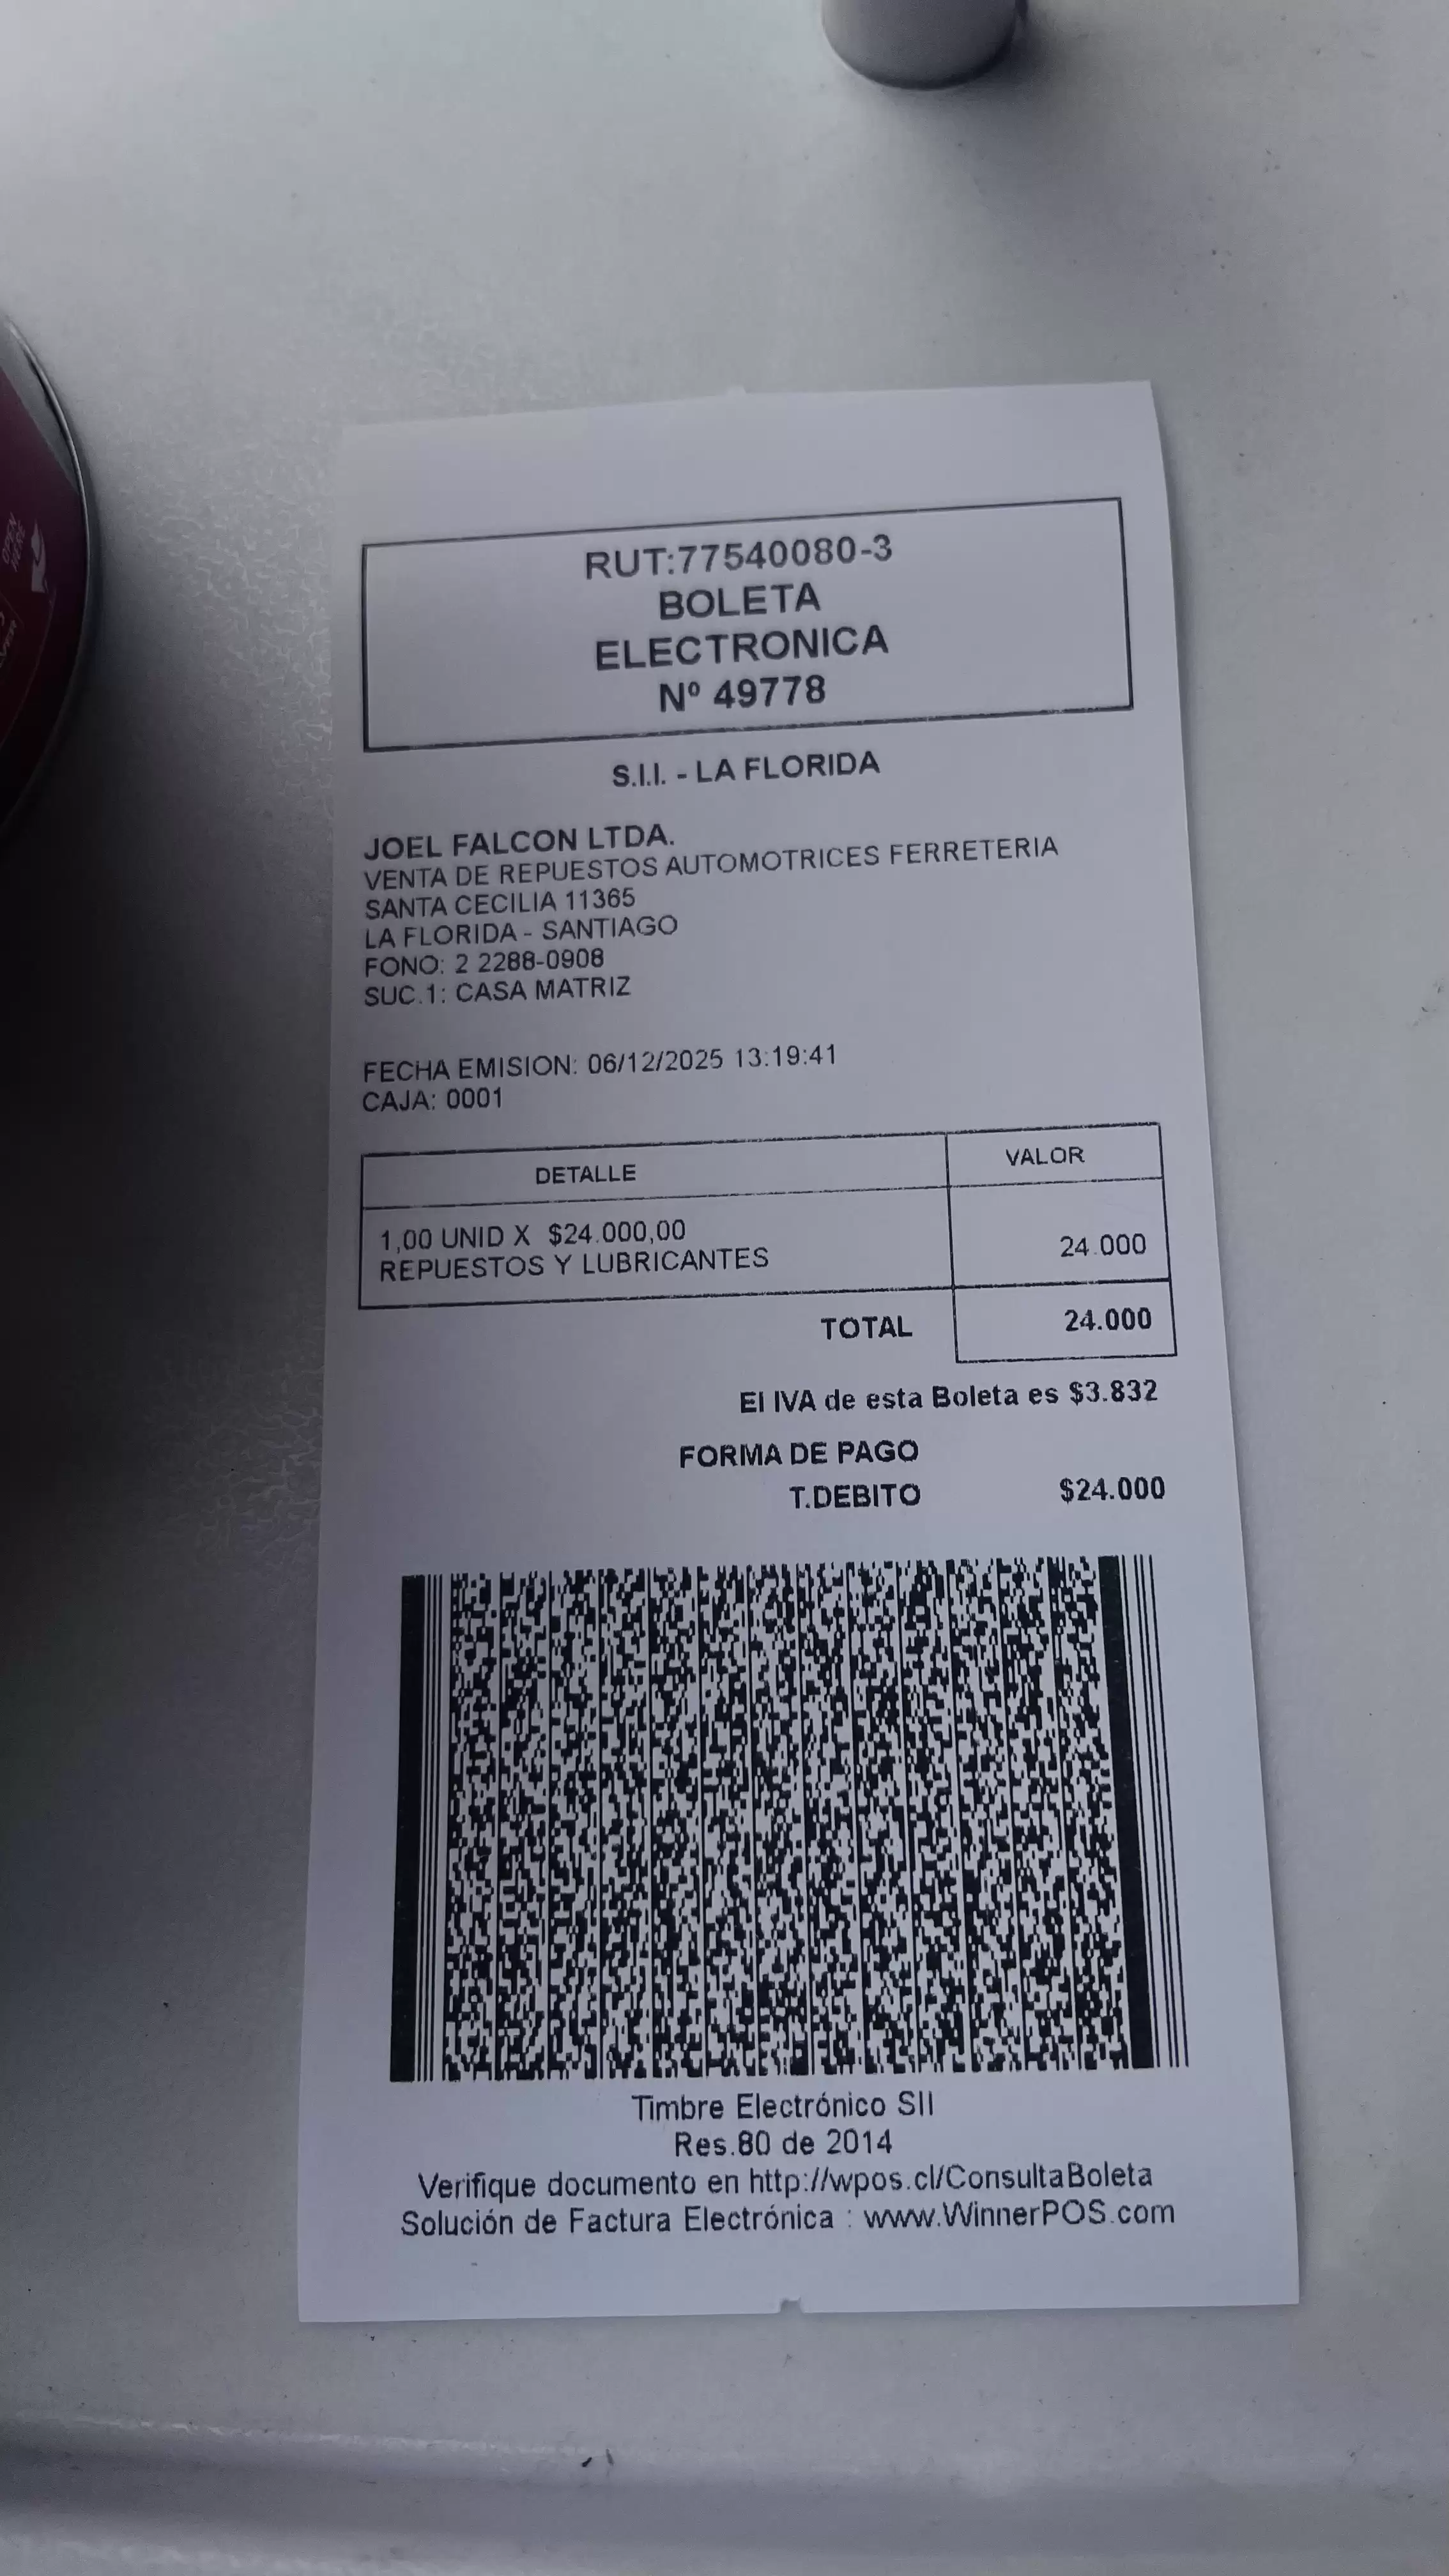 OPEN
HERE
RUT:77540080-3
BOLETA
ELECTRONICA
Nº 49778
S.I.I. - LA FLORIDA
JOEL FALCON LTDA.
VENTA DE REPUESTOS AUTOMOTRICES FERRETERIA
SANTA CECILIA 11365
LA FLORIDA - SANTIAGO
FONO: 2 2288-0908
SUC.1: CASA MATRIZ
FECHA EMISION: 06/12/2025 13:19:41
CAJA: 0001
DETALLE VALOR
1,00 UNID X $24.000,00
REPUESTOS Y LUBRICANTES 24.000
TOTAL 24.000
El IVA de esta Boleta es $3.832
FORMA DE PAGO
T.DEBITO $24.000
Timbre Electrónico SII
Res.80 de 2014
Verifique documento en http://wpos.cl/ConsultaBoleta
Solución de Factura Electrónica : www.WinnerPOS.com